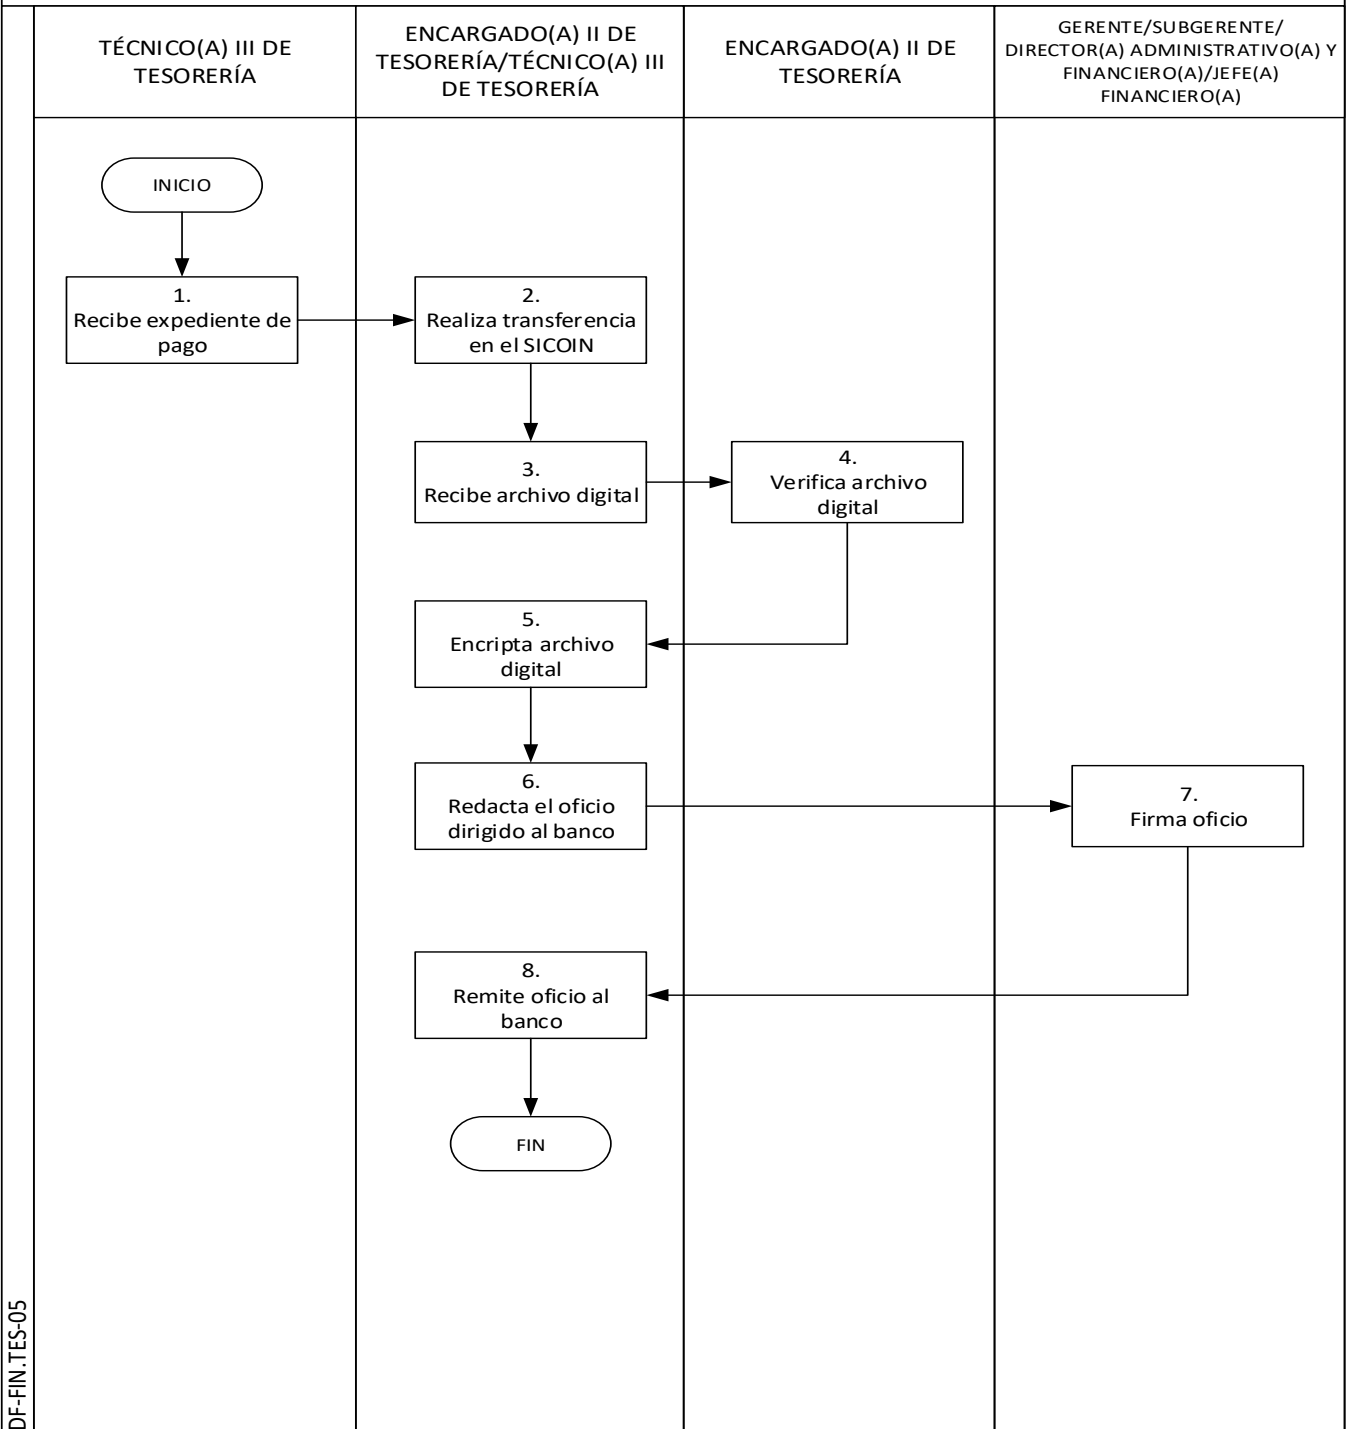 TÉCNICO(A) III DE
TESORERÍA
ENCARGADO(A) II DE
TESORERÍA/TÉCNICO(A) III
DE TESORERÍA
ENCARGADO(A) II DE
TESORERÍA
GERENTE/SUBGERENTE/
DIRECTOR(A) ADMINISTRATIVO(A) Y
FINANCIERO(A)/JEFE(A)
FINANCIERO(A)
INICIO
1.
Recibe expediente de
pago
2.
Realiza transferencia
en el SICOIN
3.
Recibe archivo digital
4.
Verifica archivo
digital
5.
Encripta archivo
digital
6.
Redacta el oficio
dirigido al banco
7.
Firma oficio
8.
Remite oficio al
banco
FIN
DF-FIN.TES-05